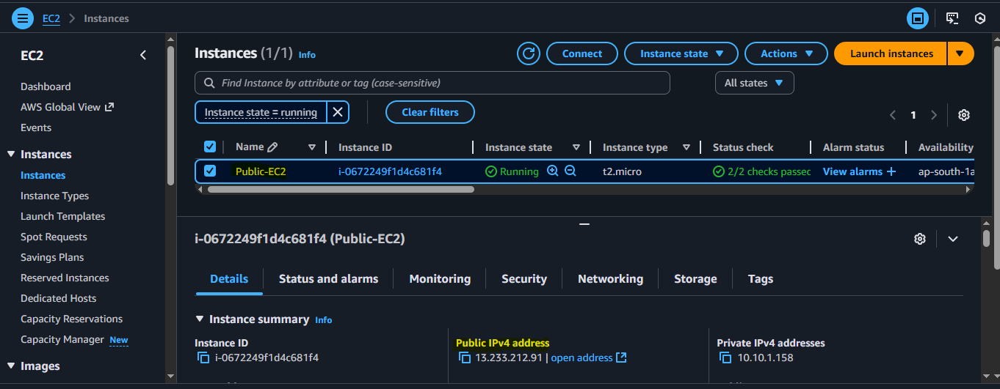 EC2 > Instances
EC2
Dashboard
AWS Global View
Events
Instances
Instances
Instance Types
Launch Templates
Spot Requests
Savings Plans
Reserved Instances
Dedicated Hosts
Capacity Reservations
Capacity Manager New
Images
Instances (1/1) Info
Connect
Instance state
Actions
Launch instances
Find Instance by attribute or tag (case-sensitive)
All states
Instance state = running
Clear filters
1
Name Instance ID Instance state Instance type Status check Alarm status Availability
Public-EC2 i-0672249f1d4c681f4 Running t2.micro 2/2 checks passec View alarms + ap-south-1a
i-0672249f1d4c681f4 (Public-EC2)
Details Status and alarms Monitoring Security Networking Storage Tags
Instance summary Info
Instance ID
i-0672249f1d4c681f4
Public IPv4 address
13.233.212.91 | open address
Private IPv4 addresses
10.10.1.158